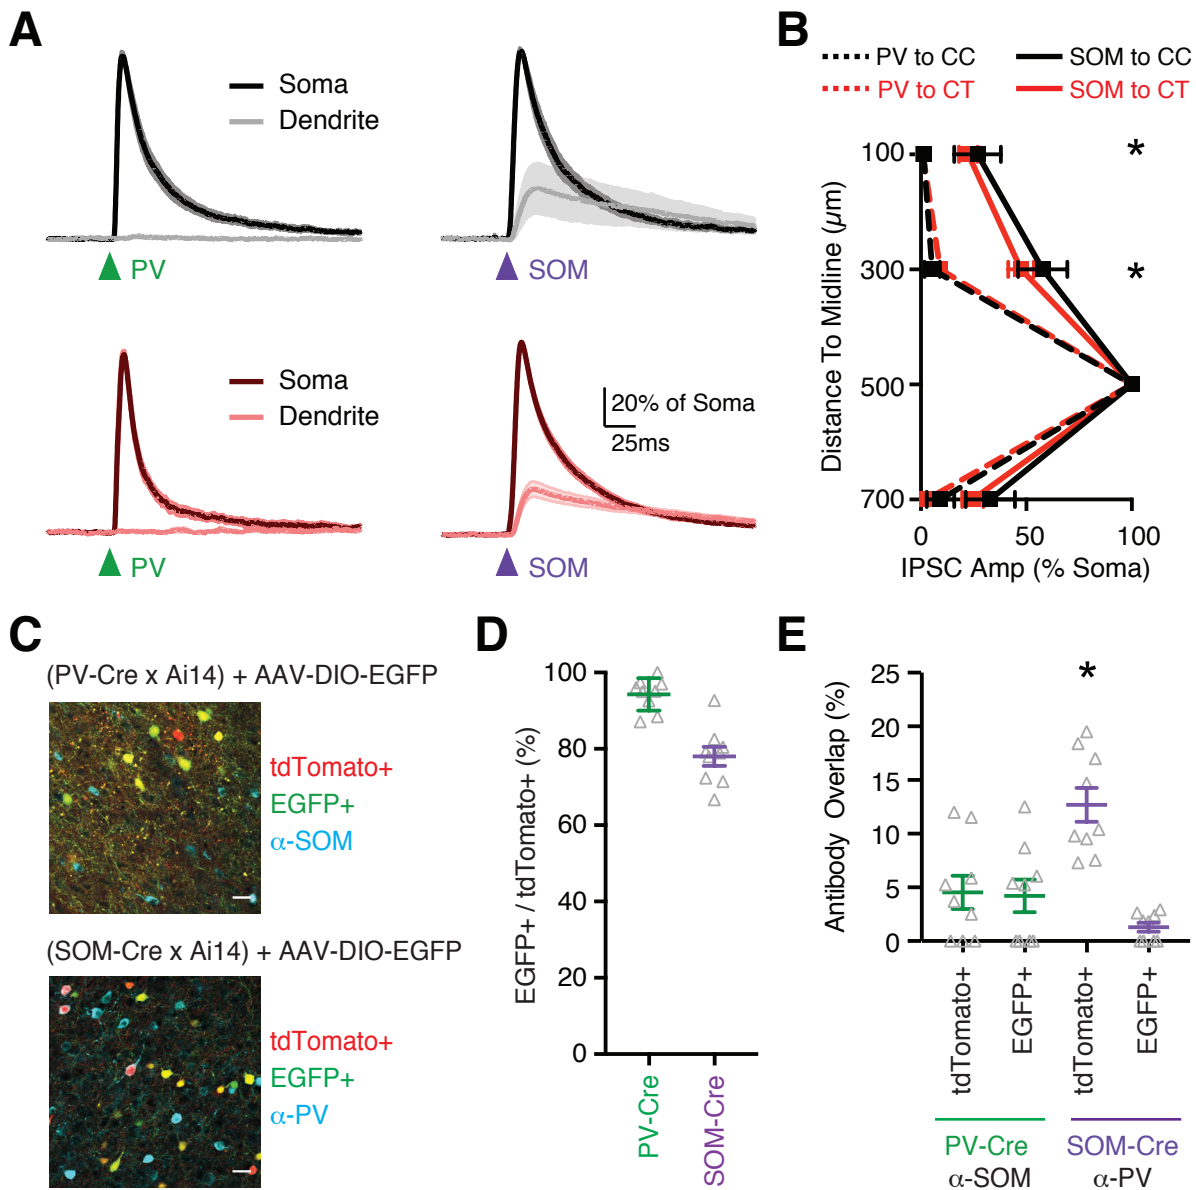 A
Soma
Dendrite
PV
SOM
Soma
Dendrite
20% of Soma
25ms
PV
SOM
B
PV to CC
SOM to CC
PV to CT
SOM to CT
*
*
100
300
500
700
Distance To Midline (µm)
0
50
100
IPSC Amp (% Soma)
C
(PV-Cre x Ai14) + AAV-DIO-EGFP
tdTomato+
EGFP+
α-SOM
(SOM-Cre x Ai14) + AAV-DIO-EGFP
tdTomato+
EGFP+
α-PV
D
100
80
60
40
20
0
EGFP+ / tdTomato+ (%)
PV-Cre
SOM-Cre
E
*
25
20
15
10
5
0
Antibody Overlap (%)
tdTomato+
EGFP+
tdTomato+
EGFP+
PV-Cre
α-SOM
SOM-Cre
α-PV